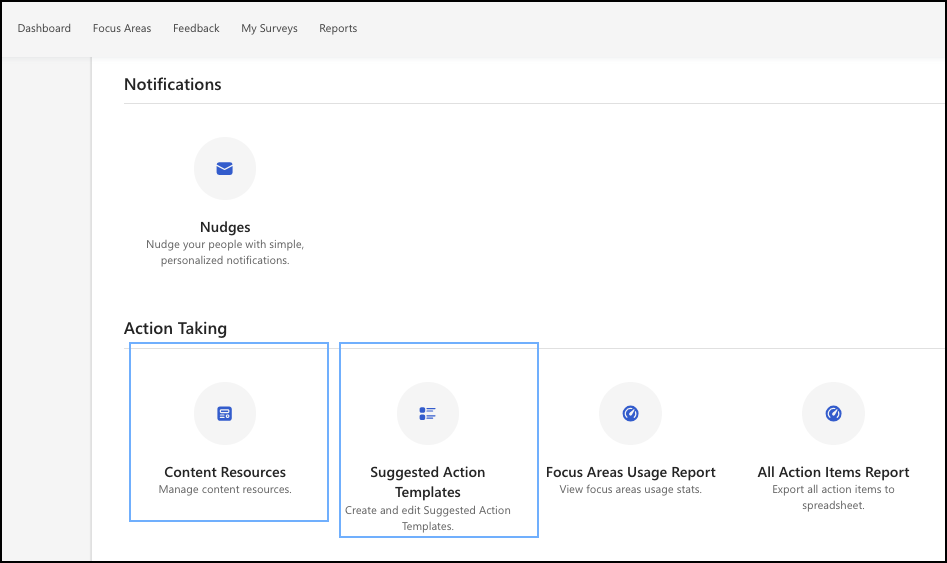 Dashboard Focus Areas Feedback My Surveys Reports
Notifications
Nudges
Nudge your people with simple,
personalized notifications.
Action Taking
Content Resources
Manage content resources.
Suggested Action
Templates
Create and edit Suggested Action
Templates.
Focus Areas Usage Report
View focus areas usage stats.
All Action Items Report
Export all action items to
spreadsheet.